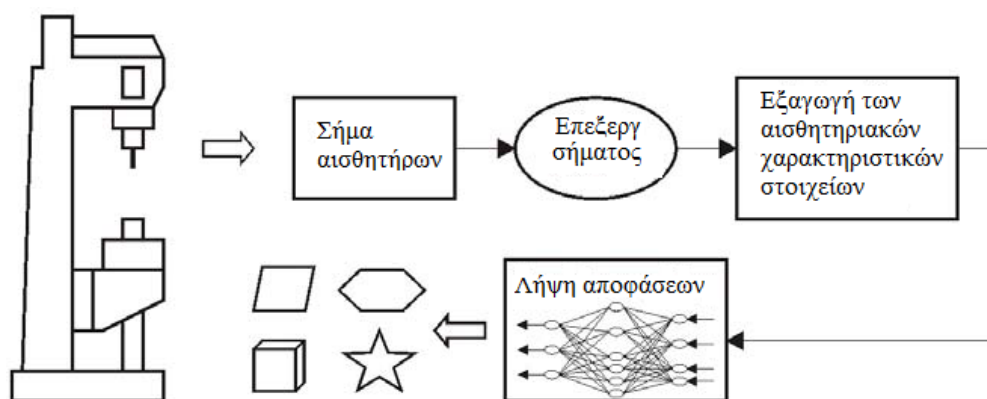 Σήμα
αισθητήρων
Επεξεργ
σήματος
Εξαγωγή των
αισθητηριακών
χαρακτηριστικών
στοιχείων
Λήψη αποφάσεων